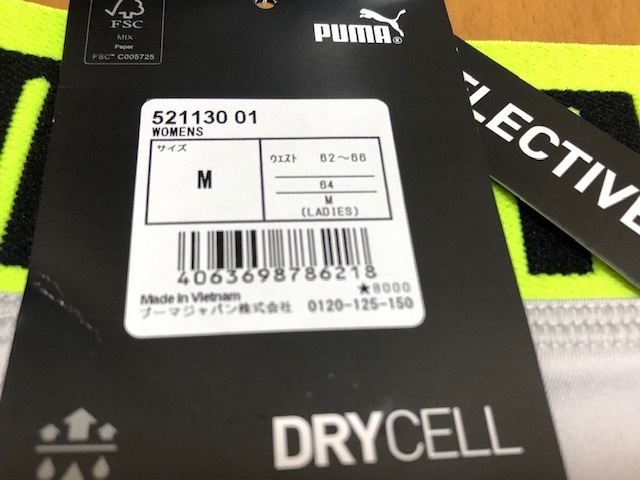 FSC
MIX
Paper
FSC™ C005725
PUMA®
521130 01
WOMENS
サイズ
M
ウエスト 62～66
64
M
(LADIES)
4063698786218
★8000
Made in Vietnam
プーマジャパン株式会社 0120-125-150
DRYCELL
LECTIVE